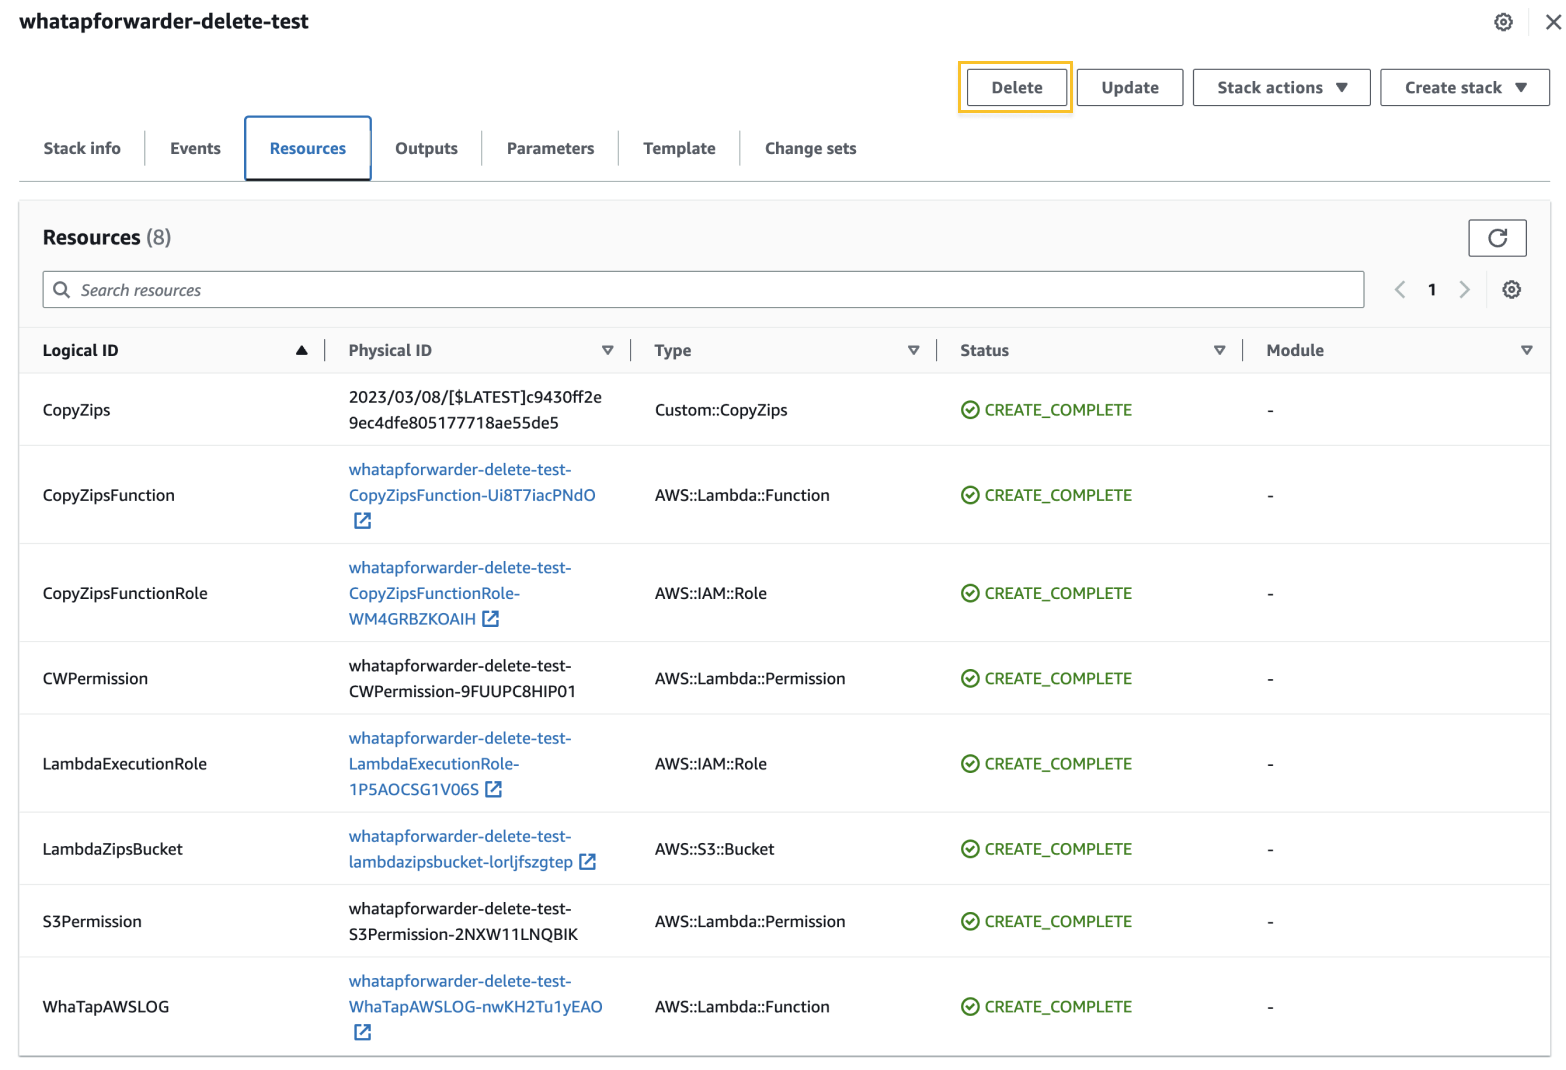 whatapforwarder-delete-test
Delete
Update
Stack actions
Create stack
Stack info
Events
Resources
Outputs
Parameters
Template
Change sets
Resources (8)
Search resources
1
Logical ID
Physical ID
Type
Status
Module
CopyZips
2023/03/08/[$LATEST]c9430ff2e
9ec4dfe805177718ae55de5
Custom::CopyZips
CREATE_COMPLETE
-
CopyZipsFunction
whatapforwarder-delete-test-
CopyZipsFunction-Ui8T7iacPNdO
AWS::Lambda::Function
CREATE_COMPLETE
-
CopyZipsFunctionRole
whatapforwarder-delete-test-
CopyZipsFunctionRole-
WM4GRBZKOAIH
AWS::IAM::Role
CREATE_COMPLETE
-
CWPermission
whatapforwarder-delete-test-
CWPermission-9FUUPC8HIP01
AWS::Lambda::Permission
CREATE_COMPLETE
-
LambdaExecutionRole
whatapforwarder-delete-test-
LambdaExecutionRole-
1P5AOCSG1V06S
AWS::IAM::Role
CREATE_COMPLETE
-
LambdaZipsBucket
whatapforwarder-delete-test-
lambdazipsbucket-lorljfszgtep
AWS::S3::Bucket
CREATE_COMPLETE
-
S3Permission
whatapforwarder-delete-test-
S3Permission-2NXW11LNQBIK
AWS::Lambda::Permission
CREATE_COMPLETE
-
WhaTapAWSLOG
whatapforwarder-delete-test-
WhaTapAWSLOG-nwKH2Tu1yEAO
AWS::Lambda::Function
CREATE_COMPLETE
-